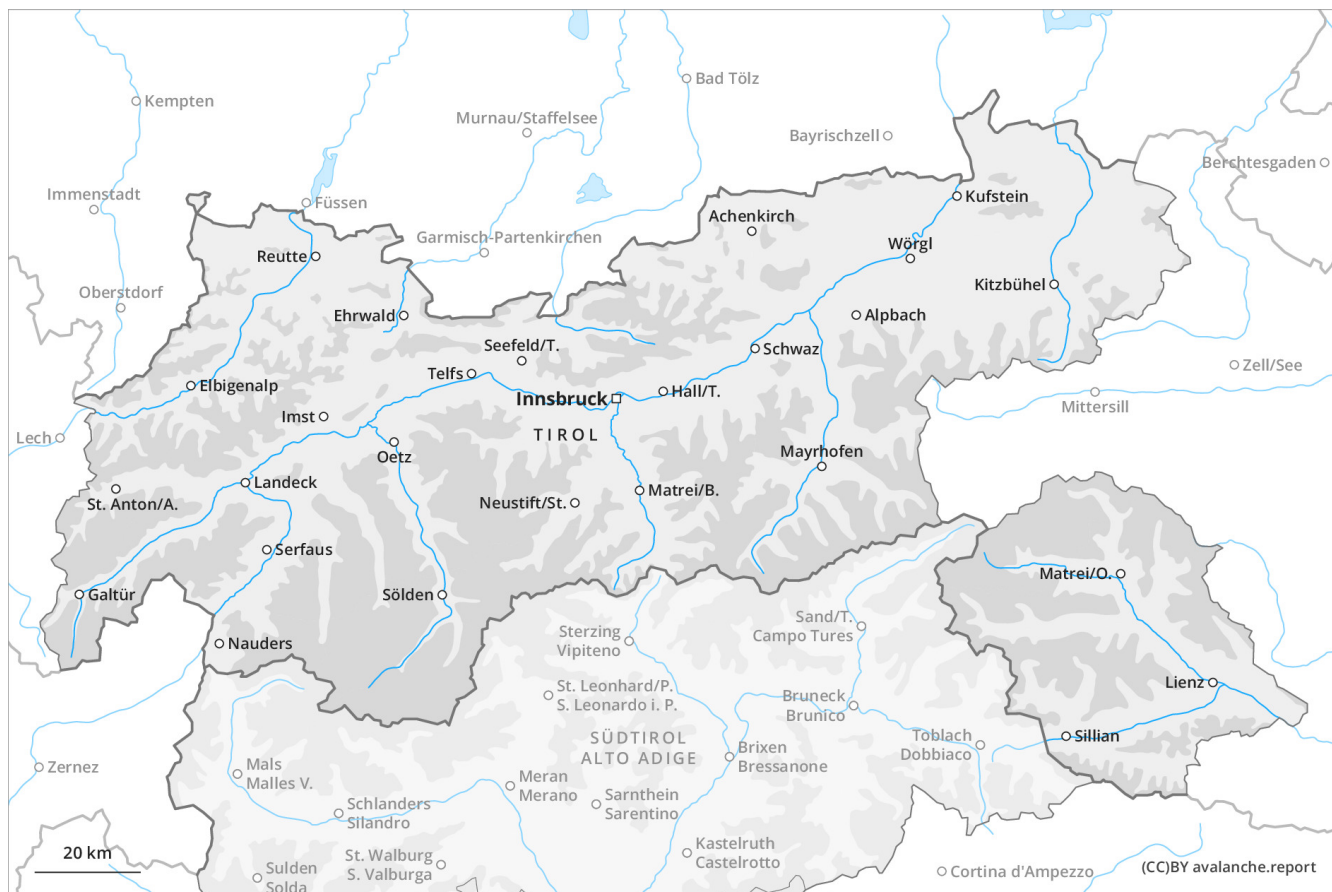 Bad Tölz
Kempten
Murnau/Staffelsee
Bayrischzell
Berchtesgaden
Immenstadt
Füssen
Kufstein
Achenkirch
Garmisch-Partenkirchen
Wörgl
Reutte
Kitzbühel
Oberstdorf
Ehrwald
Alpbach
Seefeld/T.
Schwaz
Zell/See
Telfs
Elbigenalp
Hall/T.
Innsbruck
Mittersill
Imst
Lech
TIROL
Oetz
Mayrhofen
Landeck
Matrei/B.
St. Anton/A.
Neustift/St.
Serfaus
Matrei/O.
Galtür
Sölden
Sand/T.
Campo Tures
Sterzing
Vipiteno
Nauders
Lienz
St. Leonhard/P.
S. Leonardo i. P.
Bruneck
Brunico
Sillian
Toblach
Dobbiaco
SÜDTIROL
ALTO ADIGE
Brixen
Bressanone
Zernez
Mals
Malles V.
Meran
Merano
Schlanders
Silandro
Sarnthein
Sarentino
Kastelruth
Castelrotto
20 km
St. Walburg
S. Valburga
Sulden
Solda
Cortina d'Ampezzo
(CC)BY avalanche.report